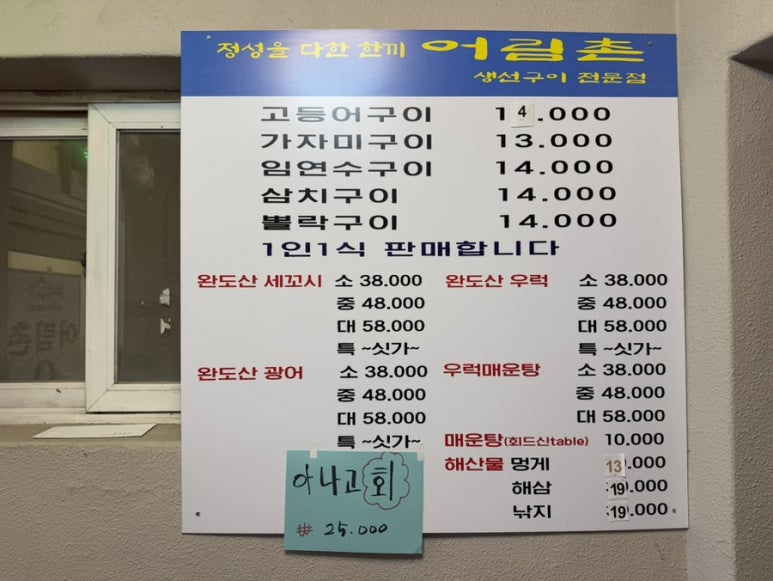 정성을 다한 한끼 어림촌
생선구이 전문점
고등어구이 14.000
가자미구이 13.000
임연수구이 14.000
삼치구이 14.000
뽈락구이 14.000
1인1식 판매합니다
완도산 세꼬시 소 38.000
중 48.000
대 58.000
특 ~싯가~
완도산 광어 소 38.000
중 48.000
대 58.000
특 ~싯가~
완도산 우럭 소 38.000
중 48.000
대 58.000
특 ~싯가~
우럭매운탕 소 38.000
중 48.000
대 58.000
매운탕(회드신table) 10.000
해산물 멍게 13.000
해삼 19.000
낚지 19.000
아나고회
₩ 25.000
어림촌